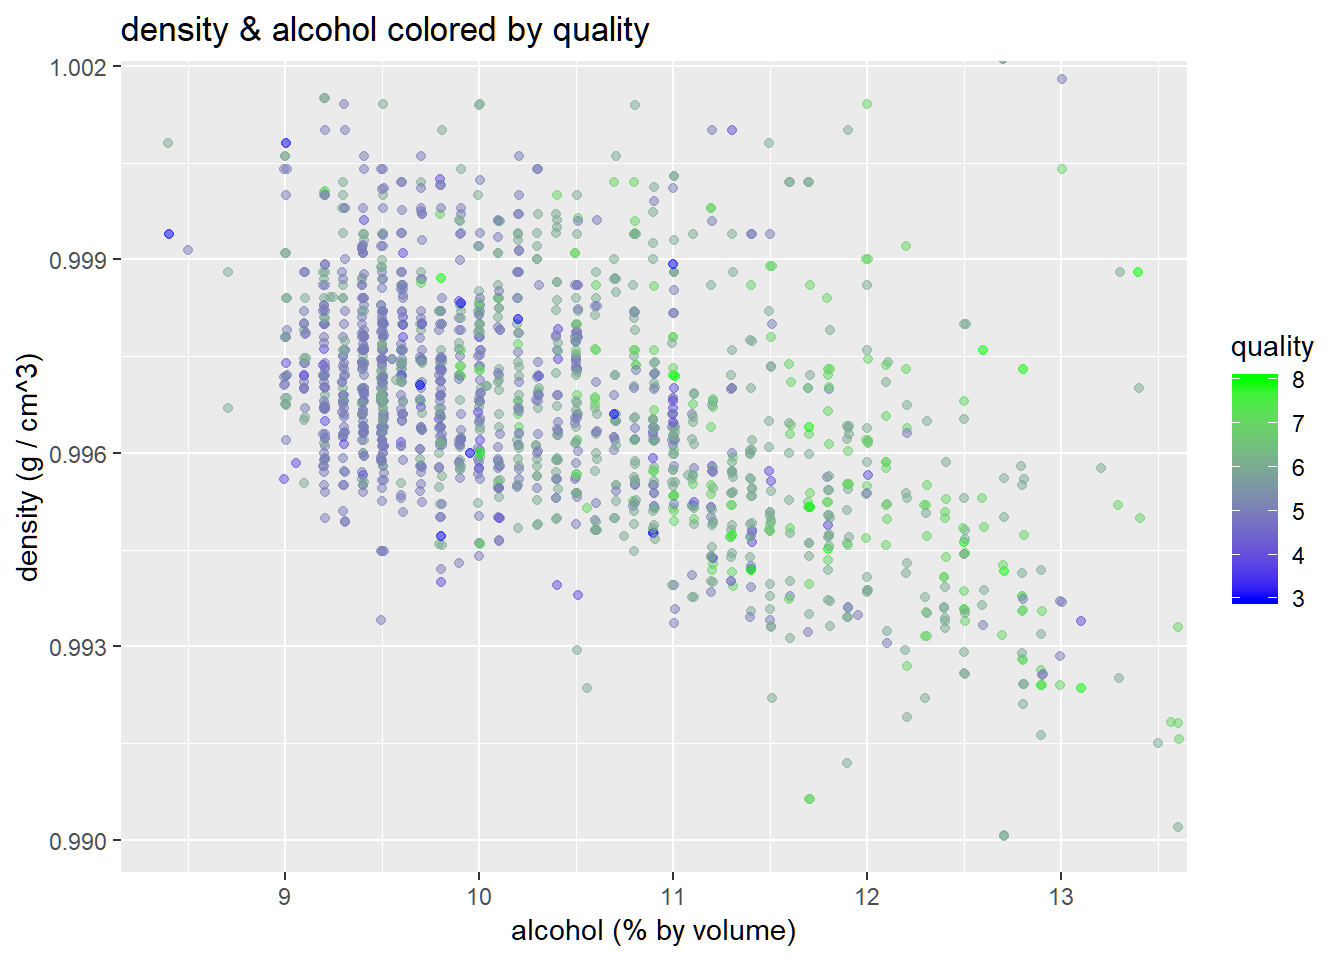 density & alcohol colored by quality
1.002
0.999
0.996
0.993
0.990
density (g / cm^3)
9 10 11 12 13
alcohol (% by volume)
quality
8
7
6
5
4
3